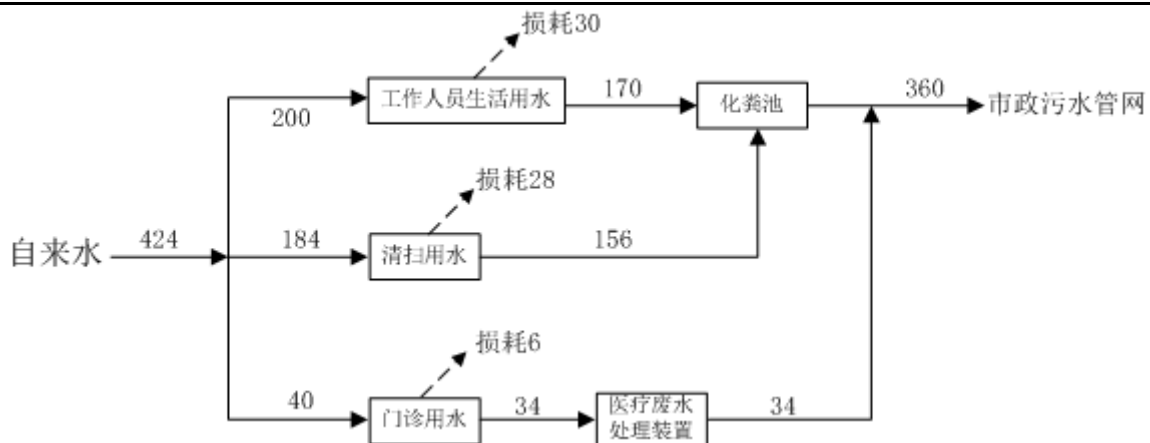 损耗30
工作人员生活用水
170
化粪池
360
市政污水管网
200
损耗28
自来水
424
184
清扫用水
156
损耗6
40
门诊用水
34
医疗废水
处理装置
34